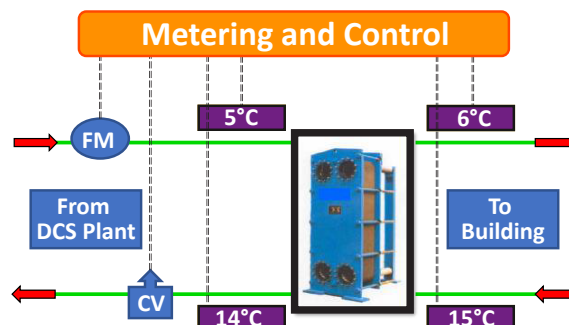 Metering and Control
5°C
6°C
FM
From
DCS Plant
To
Building
CV
14°C
15°C